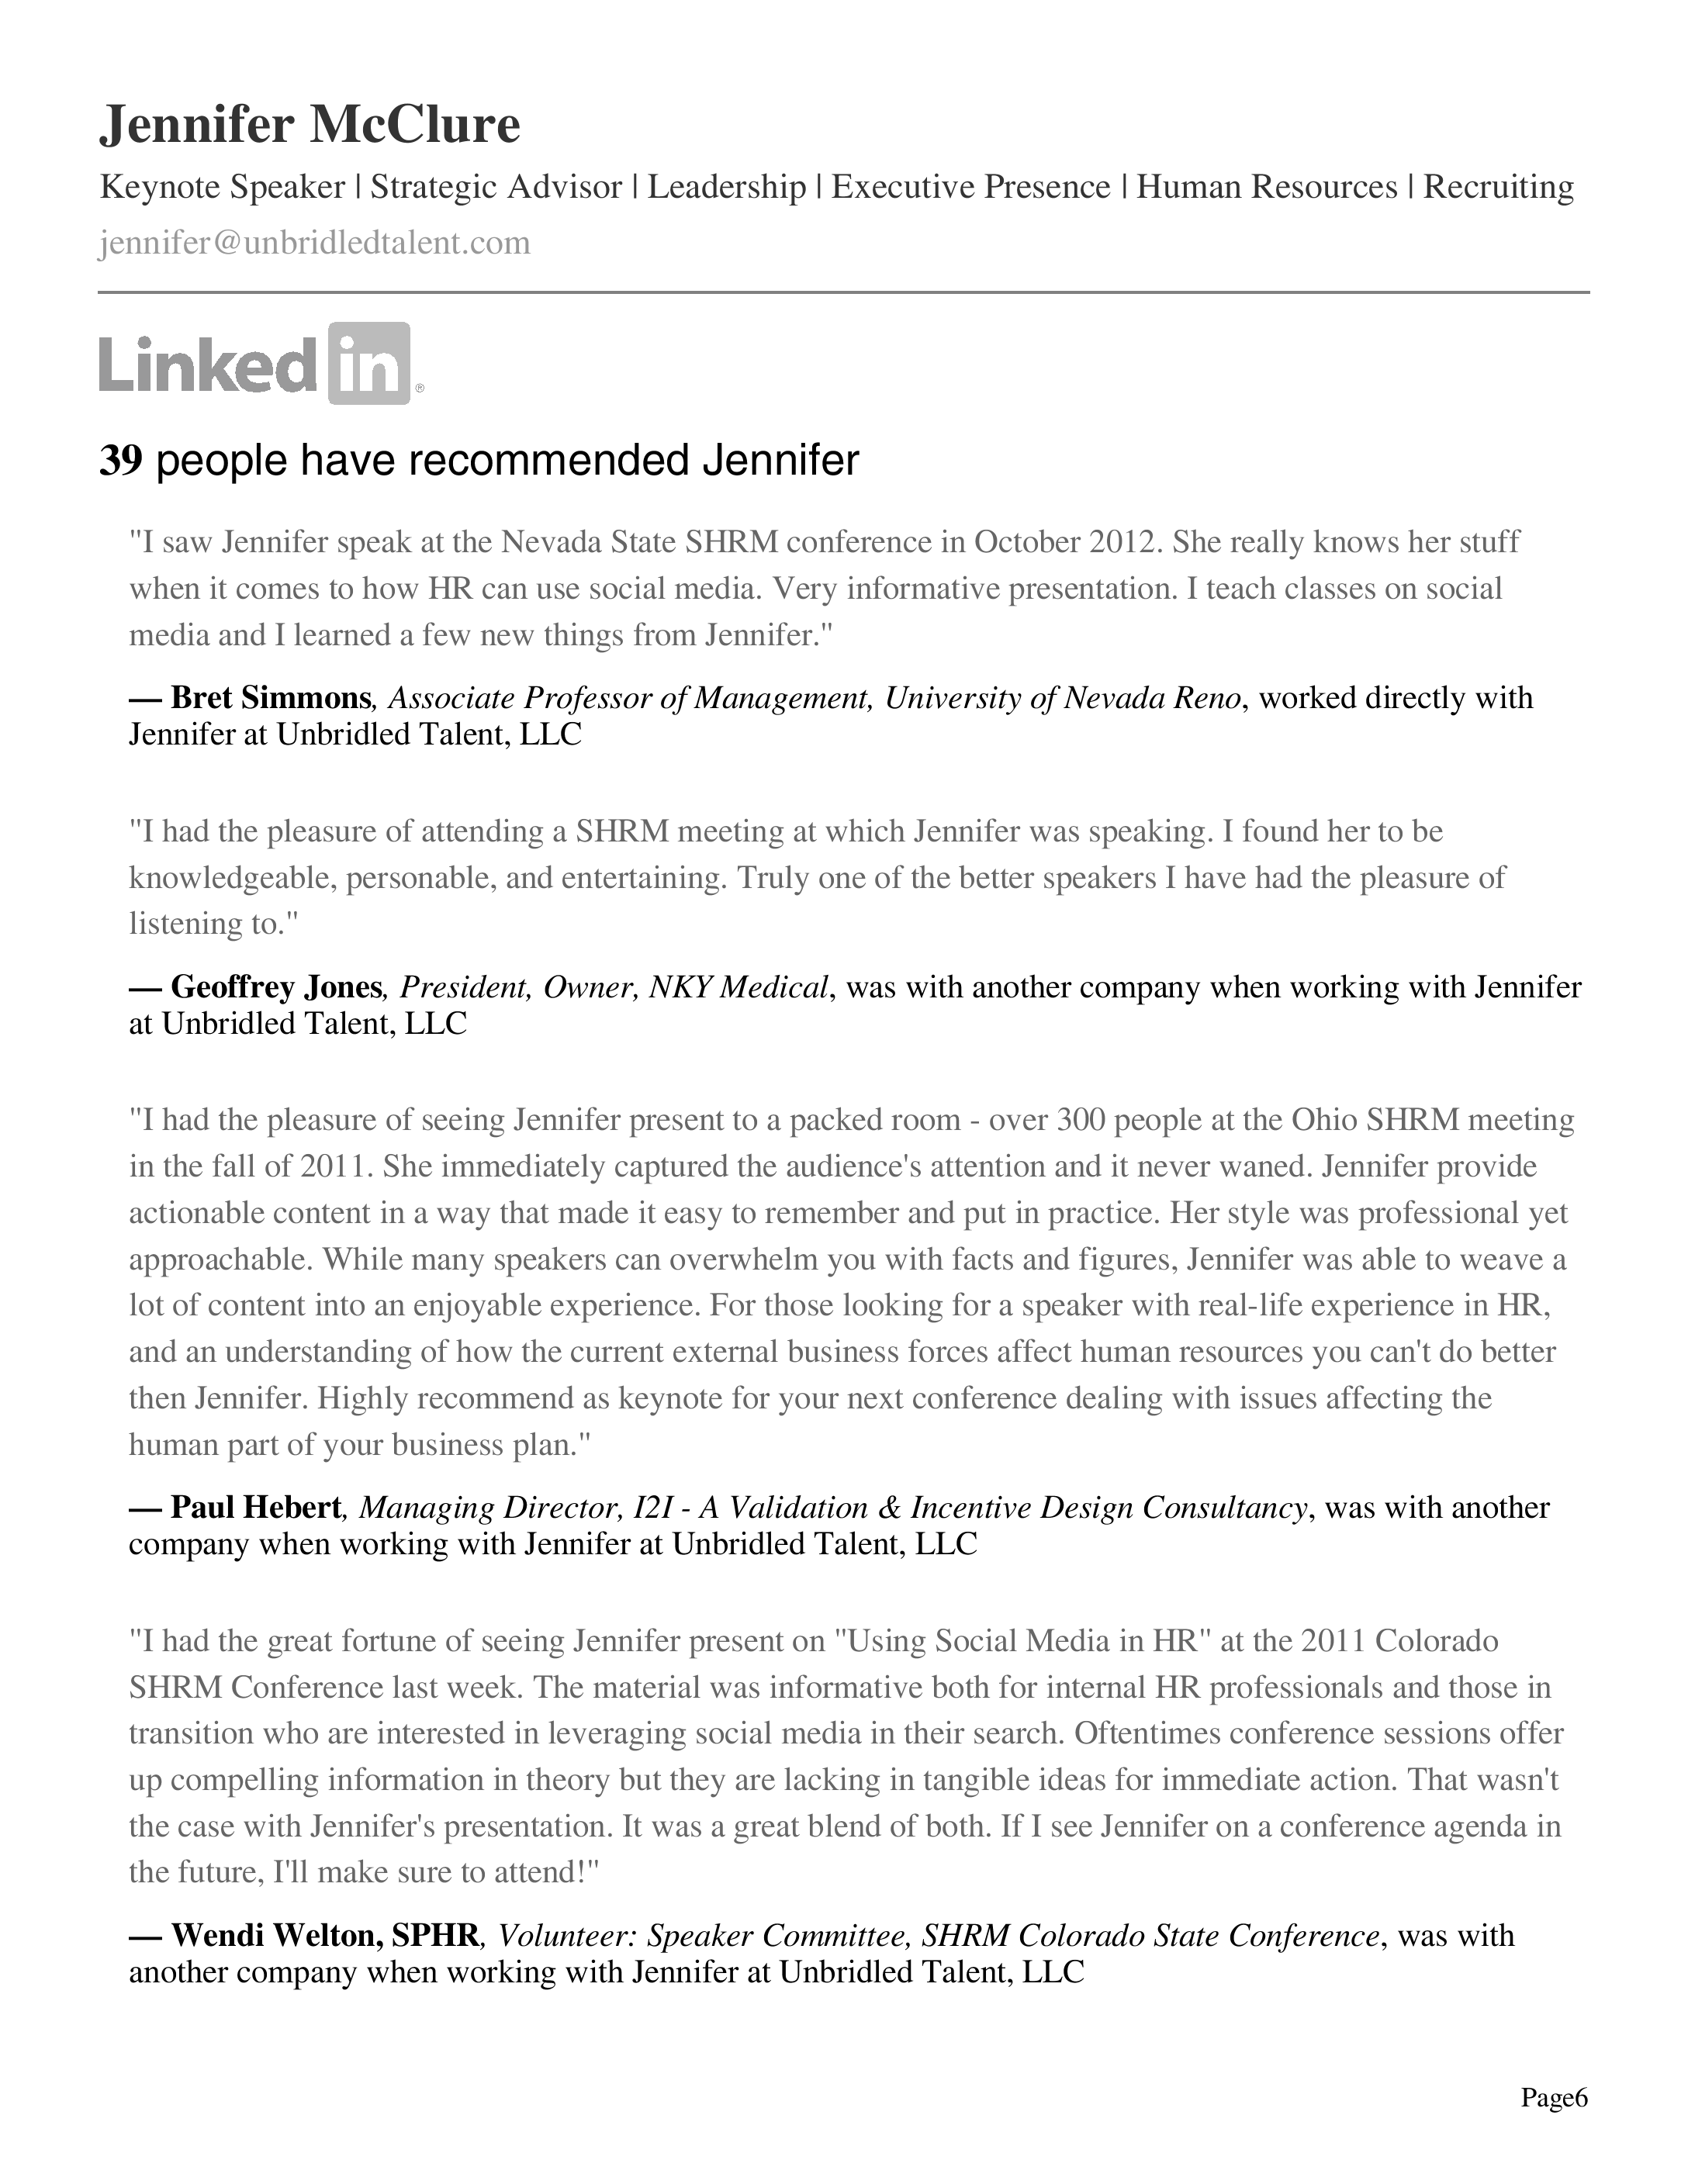 Jennifer McClure
Keynote Speaker | Strategic Advisor | Leadership | Executive Presence | Human Resources | Recruiting
jennifer@unbridledtalent.com
Linked in ®
39 people have recommended Jennifer
"I saw Jennifer speak at the Nevada State SHRM conference in October 2012. She really knows her stuff
when it comes to how HR can use social media. Very informative presentation. I teach classes on social
media and I learned a few new things from Jennifer."
— Bret Simmons, Associate Professor of Management, University of Nevada Reno, worked directly with
Jennifer at Unbridled Talent, LLC
"I had the pleasure of attending a SHRM meeting at which Jennifer was speaking. I found her to be
knowledgeable, personable, and entertaining. Truly one of the better speakers I have had the pleasure of
listening to."
— Geoffrey Jones, President, Owner, NKY Medical, was with another company when working with Jennifer
at Unbridled Talent, LLC
"I had the pleasure of seeing Jennifer present to a packed room - over 300 people at the Ohio SHRM meeting
in the fall of 2011. She immediately captured the audience's attention and it never waned. Jennifer provide
actionable content in a way that made it easy to remember and put in practice. Her style was professional yet
approachable. While many speakers can overwhelm you with facts and figures, Jennifer was able to weave a
lot of content into an enjoyable experience. For those looking for a speaker with real-life experience in HR,
and an understanding of how the current external business forces affect human resources you can't do better
then Jennifer. Highly recommend as keynote for your next conference dealing with issues affecting the
human part of your business plan."
— Paul Hebert, Managing Director, I2I - A Validation & Incentive Design Consultancy, was with another
company when working with Jennifer at Unbridled Talent, LLC
"I had the great fortune of seeing Jennifer present on "Using Social Media in HR" at the 2011 Colorado
SHRM Conference last week. The material was informative both for internal HR professionals and those in
transition who are interested in leveraging social media in their search. Oftentimes conference sessions offer
up compelling information in theory but they are lacking in tangible ideas for immediate action. That wasn't
the case with Jennifer's presentation. It was a great blend of both. If I see Jennifer on a conference agenda in
the future, I'll make sure to attend!"
— Wendi Welton, SPHR, Volunteer: Speaker Committee, SHRM Colorado State Conference, was with
another company when working with Jennifer at Unbridled Talent, LLC
Page6